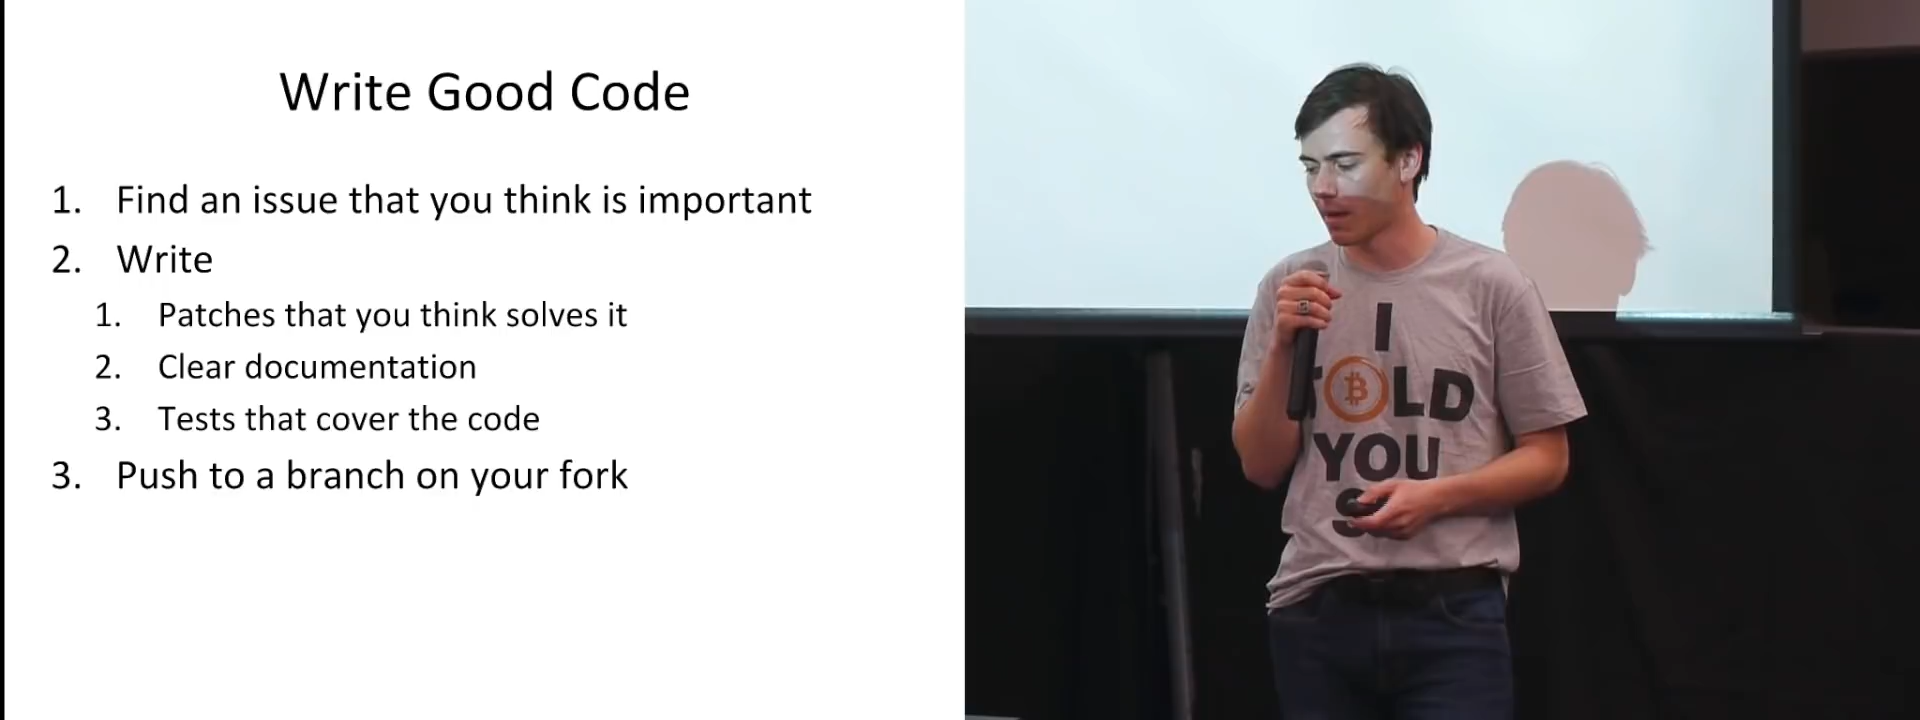 Write Good Code
1. Find an issue that you think is important
2. Write
1. Patches that you think solves it
2. Clear documentation
3. Tests that cover the code
3. Push to a branch on your fork
I
TOLD
YOU